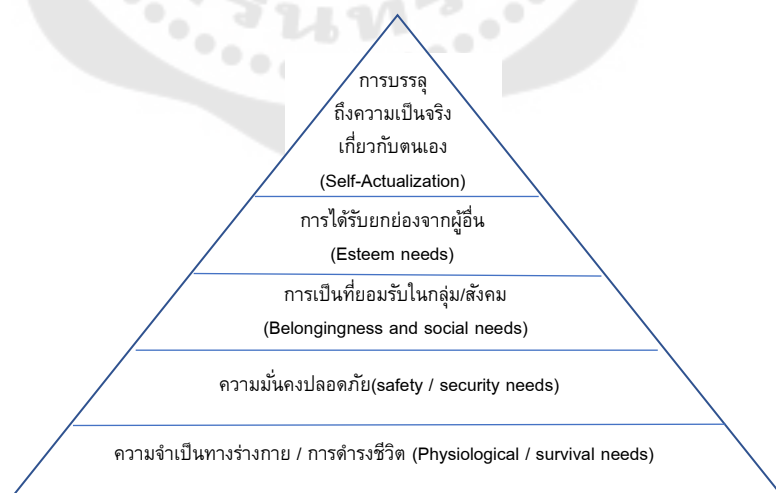 รินทร
การบรรลุ
ถึงความเป็นจริง
เกี่ยวกับตนเอง
(Self-Actualization)
การได้รับยกย่องจากผู้อื่น
(Esteem needs)
การเป็นที่ยอมรับในกลุ่ม/สังคม
(Belongingness and social needs)
ความมั่นคงปลอดภัย(safety / security needs)
ความจำเป็นทางร่างกาย / การดำรงชีวิต (Physiological / survival needs)